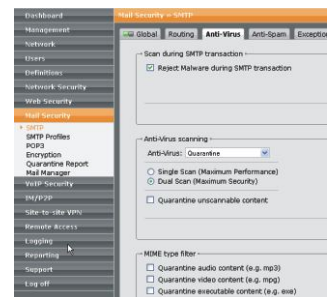 Dashboard
Management
Network
Users
Definitions
Network Security
Web Security
Mail Security
SMTP
SMTP Profiles
POP3
Encryption
Quarantine Report
Mail Manager
VoIP Security
IM/P2P
Site-to-site VPN
Remote Access
Logging
Reporting
Support
Log off
Mail Security » SMTP
Global Routing Anti-Virus Anti-Spam Exception
Scan during SMTP transaction
Reject Malware during SMTP transaction
Anti-Virus scanning
Anti-Virus: Quarantine
Single Scan (Maximum Performance)
Dual Scan (Maximum Security)
Quarantine unscannable content
MIME type filter
Quarantine audio content (e.g. mp3)
Quarantine video content (e.g. mpg)
Quarantine executable content (e.g. exe)